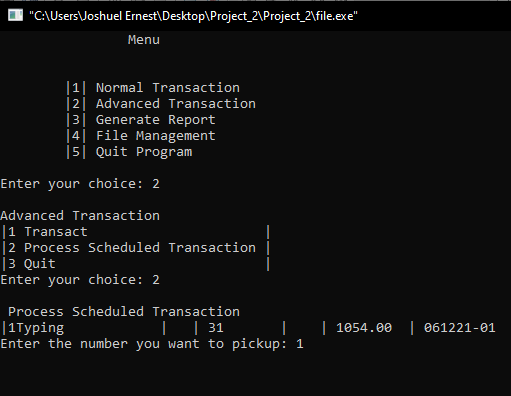 "C:\Users\Joshuel Ernest\Desktop\Project_2\Project_2\file.exe"
Menu
|1| Normal Transaction
|2| Advanced Transaction
|3| Generate Report
|4| File Management
|5| Quit Program
Enter your choice: 2
Advanced Transaction
|1 Transact |
|2 Process Scheduled Transaction |
|3 Quit |
Enter your choice: 2
Process Scheduled Transaction
|1Typing | | 31 | | 1054.00 | 061221-01
Enter the number you want to pickup: 1